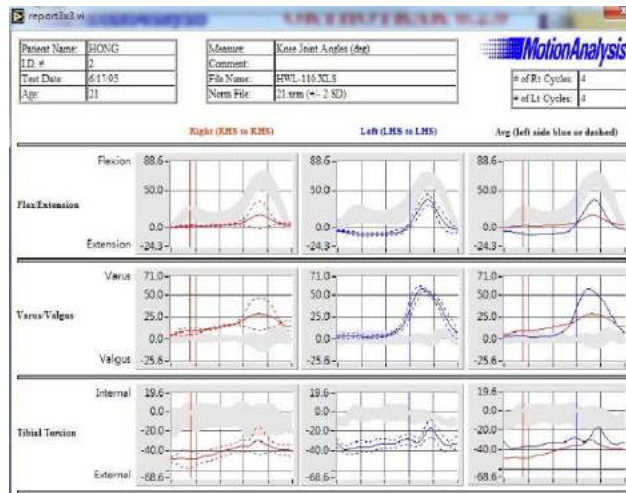 report3x3.vi
ORTHOTRAK 6.2.9
Patient Name: HONG
I.D. # 2
Test Date: 6/17/95
Age: 21
Measure: Knee Joint Angles (deg)
Comment:
File Name: HWL-110.XLS
Norm File: 21.nrm (+/- 2 SD)
MotionAnalysis
# of Rt Cycles: 4
# of Lt Cycles: 4
Right (RHS to RHS)
Left (LHS to LHS)
Avg (left side blue or dashed)
Flex/Extension
Flexion
Extension
88.6
50.0
0.0
-24.3
88.6
50.0
0.0
-24.3
88.6
50.0
0.0
-24.3
Varus/Valgus
Varus
Valgus
71.0
50.0
25.0
0.0
-25.6
71.0
50.0
25.0
0.0
-25.6
71.0
50.0
25.0
0.0
-25.6
Tibial Torsion
Internal
External
19.6
0.0
-20.0
-40.0
-68.6
19.6
0.0
-20.0
-40.0
-68.6
19.6
0.0
-20.0
-40.0
-68.6